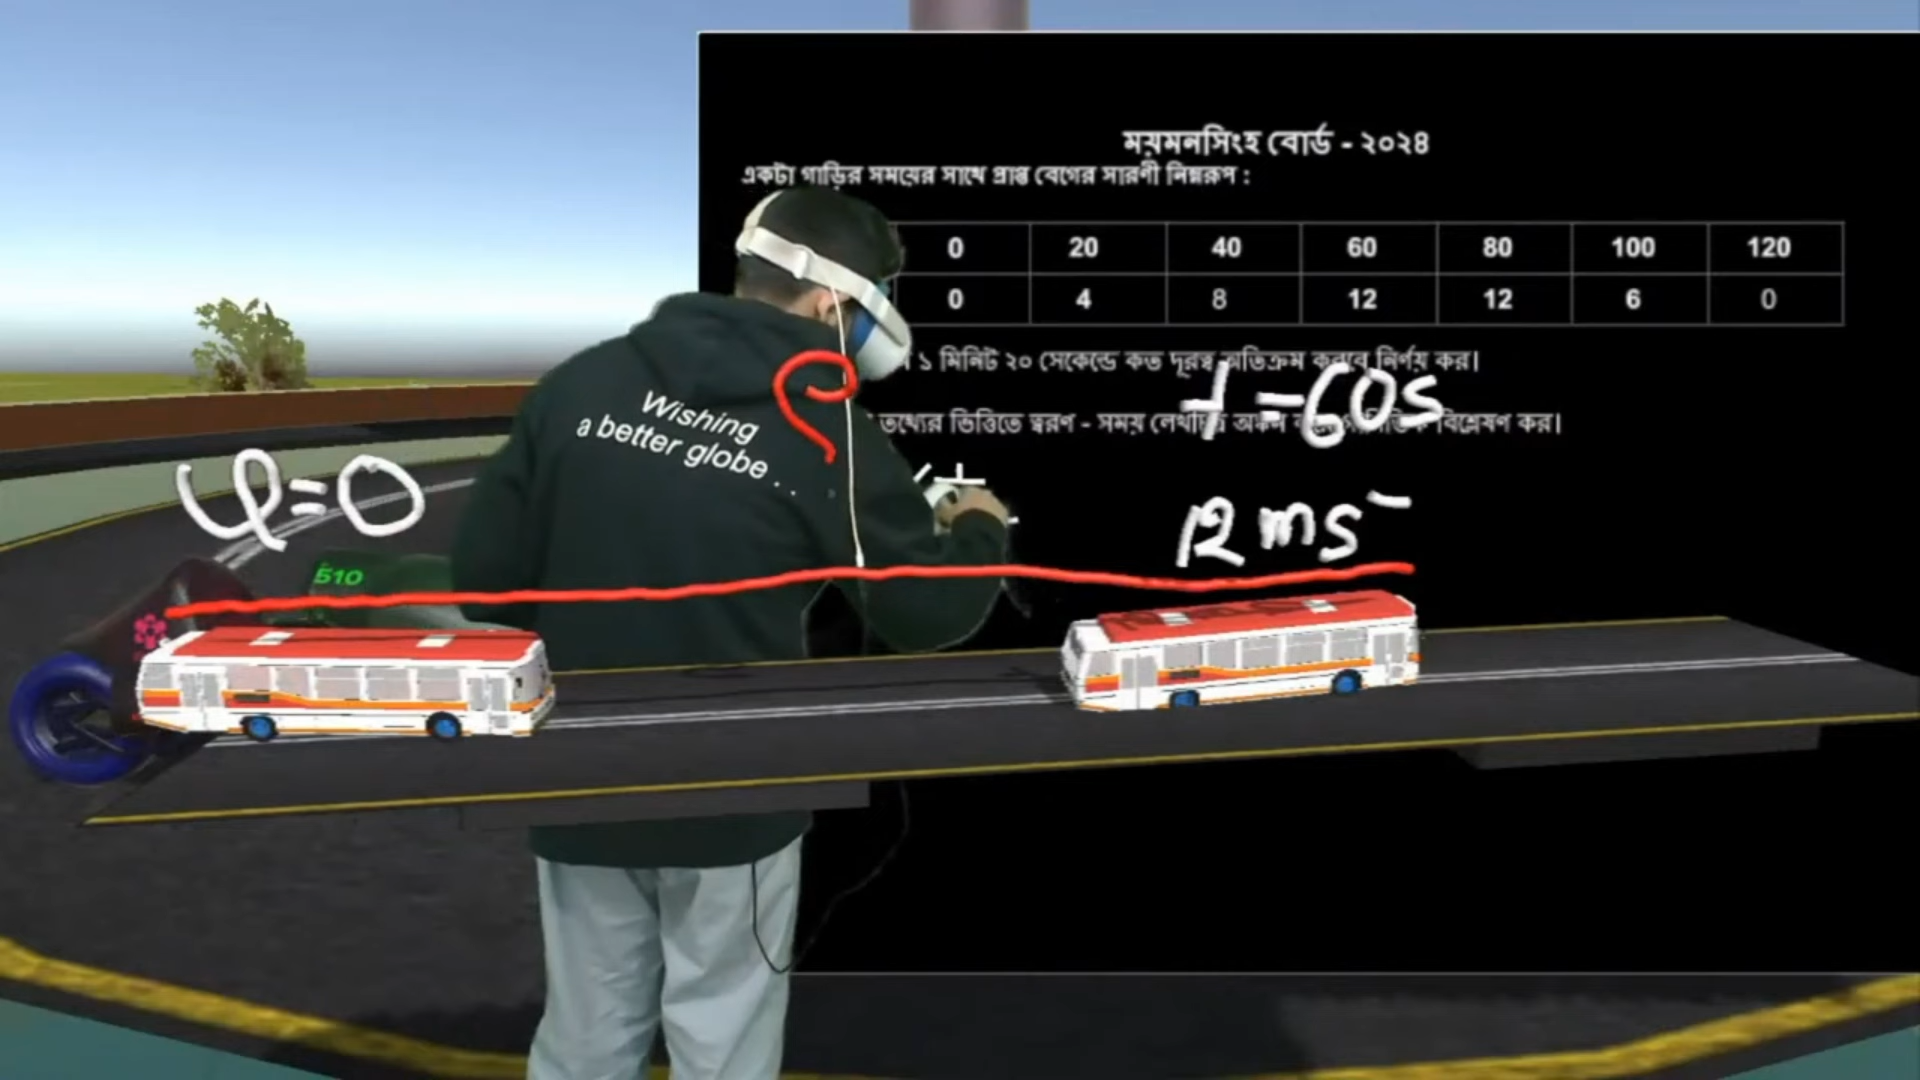 ময়মনসিংহ বোর্ড - ২০২৪
একটা গাড়ির সময়ের সাথে প্রাপ্ত বেগের সারণী নিম্নরূপ :
0 20 40 60 80 100 120
0 4 8 12 12 6 0
১ মিনিট ২০ সেকেন্ডে কত দূরত্ব অতিক্রম করবে নির্ণয় কর।
তথ্যের ভিত্তিতে ত্বরণ - সময় লেখচিত্র অঙ্কন বিশ্লেষণ কর।
t = 60s
Wishing
a better globe . . .
=0
12 ms⁻
510